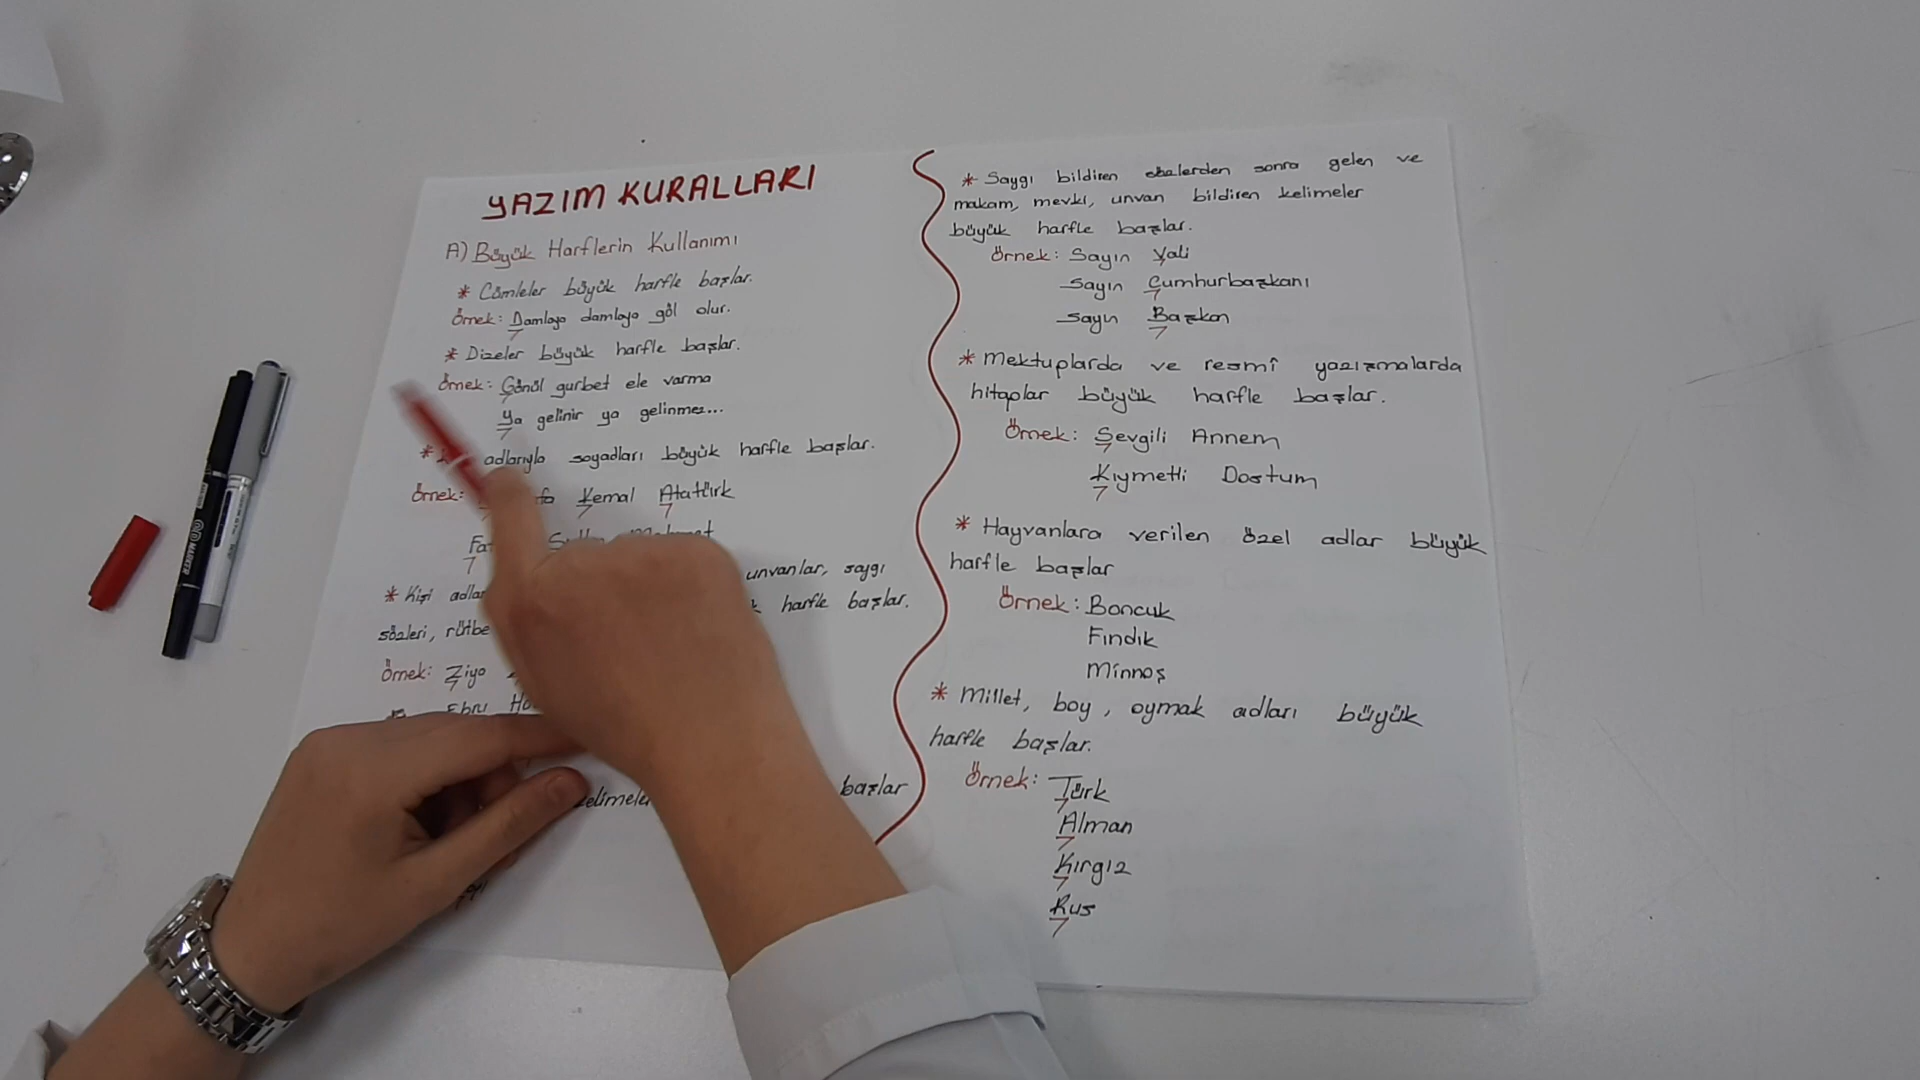 YAZIM KURALLARI
A) Büyük Harflerin Kullanımı
* Cümleler büyük harfle başlar.
Örnek: Damlaya damlaya göl olur.
* Dizeler büyük harfle başlar.
Örnek: Gönül gurbet ele varma
Ya gelinir ya gelinmez...
* adlarıyla soyadları büyük harfle başlar.
Örnek: Kemal Atatürk
* Kişi unvanlar, saygı
sözleri, rütbe harfle başlar.
Örnek: Ziya
Ebru
başlar
* Saygı bildiren sözlerden sonra gelen ve
makam, mevki, unvan bildiren kelimeler
büyük harfle başlar.
Örnek: Sayın Vali
Sayın Cumhurbaşkanı
Sayın Başkan
* Mektuplarda ve resmî yazışmalarda
hitaplar büyük harfle başlar.
Örnek: Sevgili Annem
Kıymetli Dostum
* Hayvanlara verilen özel adlar büyük
harfle başlar
Örnek: Boncuk
Fındık
Minnoş
* Millet, boy, oymak adları büyük
harfle başlar.
Örnek: Türk
Alman
Kırgız
Rus